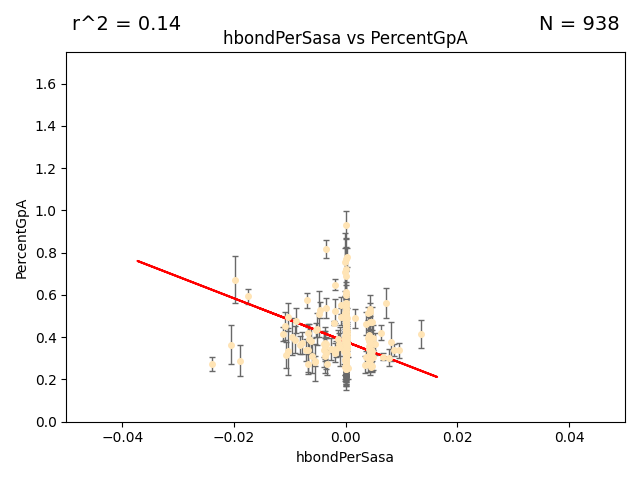 r^2 = 0.14
N = 938
hbondPerSasa vs PercentGpA
PercentGpA
1.6
1.4
1.2
1.0
0.8
0.6
0.4
0.2
0.0
−0.04
−0.02
0.00
0.02
0.04
hbondPerSasa